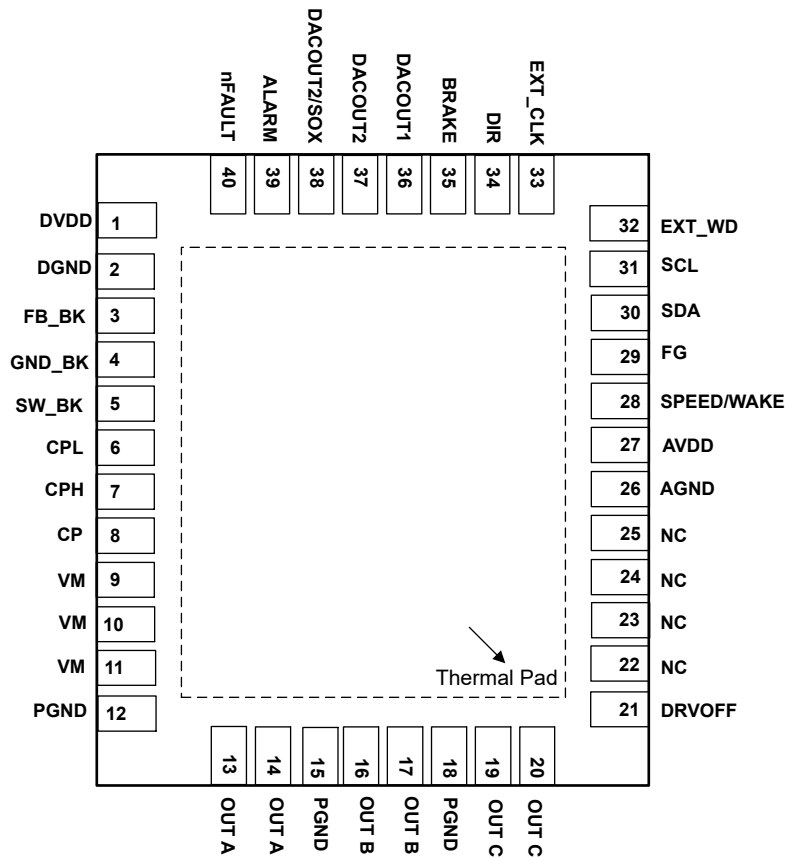 nFAULT
ALARM
DACOUT2/SOX
DACOUT2
DACOUT1
BRAKE
DIR
EXT_CLK
40
39
38
37
36
35
34
33
DVDD 1
DGND 2
FB_BK 3
GND_BK 4
SW_BK 5
CPL 6
CPH 7
CP 8
VM 9
VM 10
VM 11
PGND 12
32 EXT_WD
31 SCL
30 SDA
29 FG
28 SPEED/WAKE
27 AVDD
26 AGND
25 NC
24 NC
23 NC
22 NC
21 DRVOFF
Thermal Pad
13
14
15
16
17
18
19
20
OUT A
OUT A
PGND
OUT B
OUT B
PGND
OUT C
OUT C